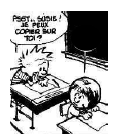 PSST... SUSIE !
JE PEUX
COPIER SUR
TOI ?